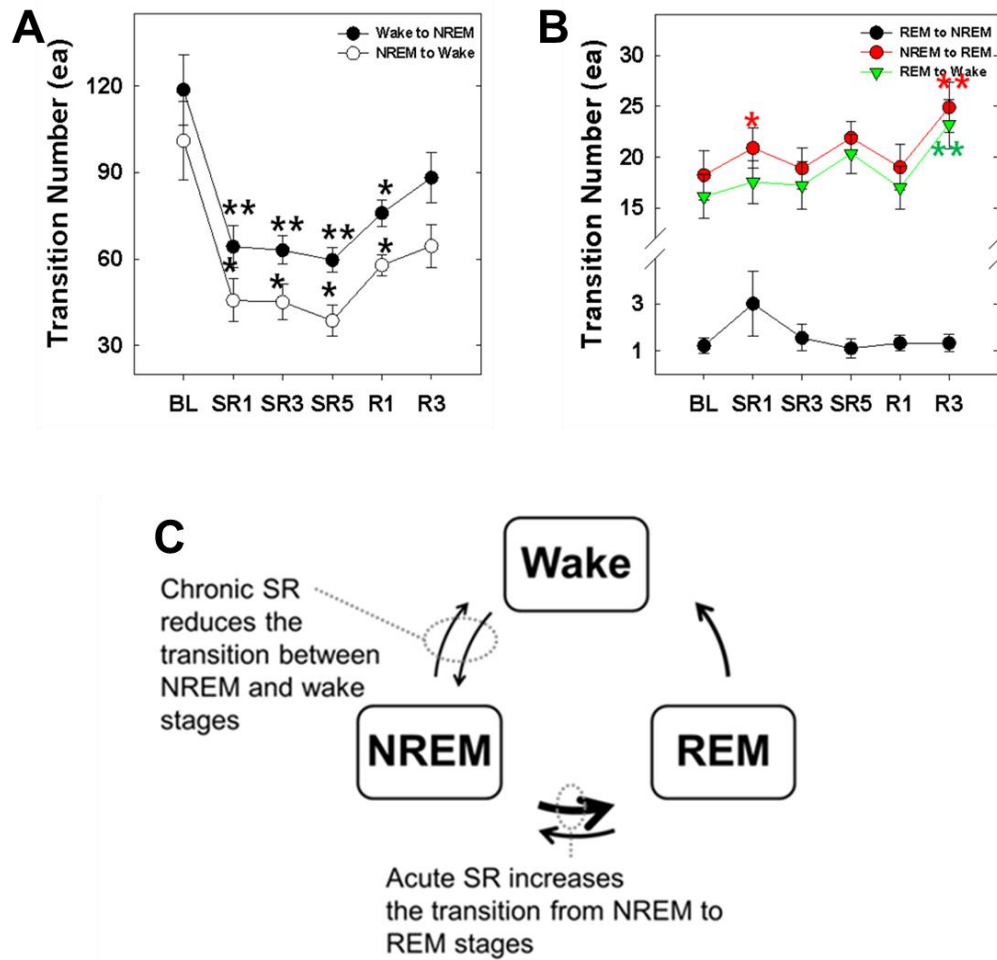 A
Transition Number (ea)
120
90
60
30
Wake to NREM
NREM to Wake
**
**
**
*
*
*
*
*
BL SR1 SR3 SR5 R1 R3
B
Transition Number (ea)
30
25
20
15
3
1
REM to NREM
NREM to REM
REM to Wake
*
**
**
BL SR1 SR3 SR5 R1 R3
C
Wake
Chronic SR
reduces the
transition between
NREM and wake
stages
NREM
REM
Acute SR increases
the transition from NREM to
REM stages